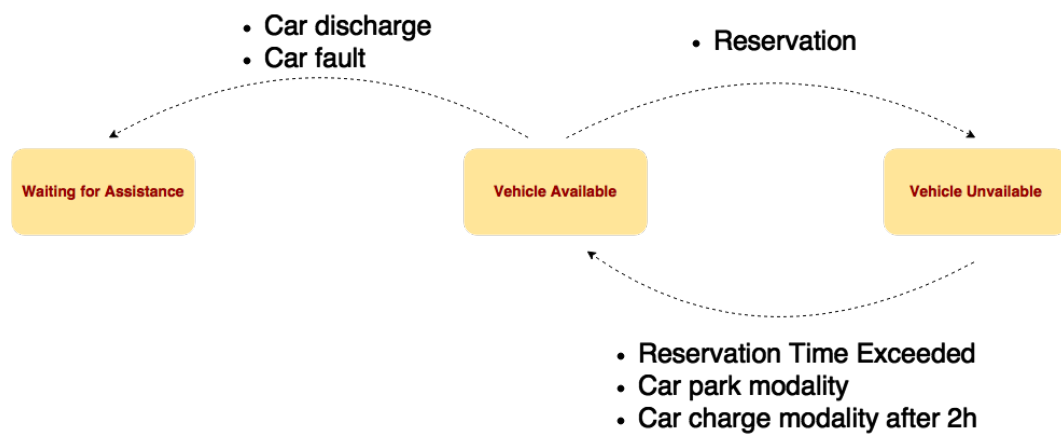 • Car discharge
• Car fault
• Reservation
Waiting for Assistance
Vehicle Available
Vehicle Unvailable
• Reservation Time Exceeded
• Car park modality
• Car charge modality after 2h